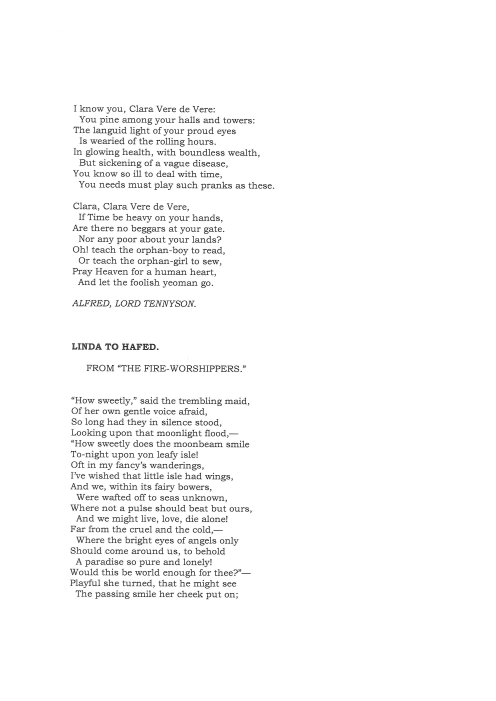 I know you, Clara Vere de Vere:
You pine among your halls and towers:
The languid light of your proud eyes
Is wearied of the rolling hours.
In glowing health, with boundless wealth,
But sickening of a vague disease,
You know so ill to deal with time,
You needs must play such pranks as these.

Clara, Clara Vere de Vere,
If Time be heavy on your hands,
Are there no beggars at your gate.
Nor any poor about your lands?
Oh! teach the orphan-boy to read,
Or teach the orphan-girl to sew,
Pray Heaven for a human heart,
And let the foolish yeoman go.

ALFRED, LORD TENNYSON.

LINDA TO HAFED.

FROM "THE FIRE-WORSHIPPERS."

"How sweetly," said the trembling maid,
Of her own gentle voice afraid,
So long had they in silence stood,
Looking upon that moonlight flood,—
"How sweetly does the moonbeam smile
To-night upon yon leafy isle!
Oft in my fancy's wanderings,
I've wished that little isle had wings,
And we, within its fairy bowers,
Were wafted off to seas unknown,
Where not a pulse should beat but ours,
And we might live, love, die alone!
Far from the cruel and the cold,—
Where the bright eyes of angels only
Should come around us, to behold
A paradise so pure and lonely!
Would this be world enough for thee?"—
Playful she turned, that he might see
The passing smile her cheek put on;